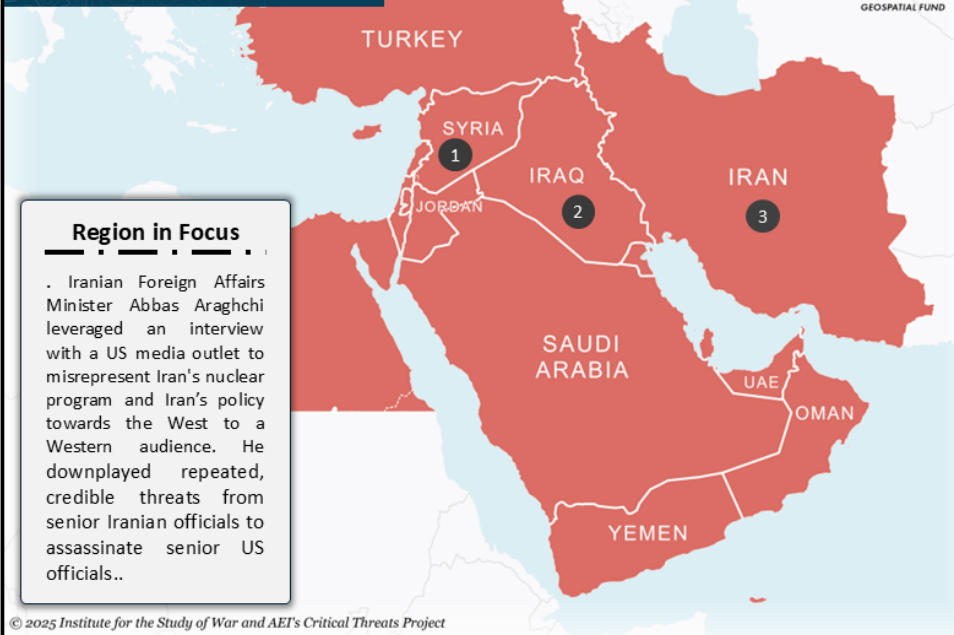 GEOSPATIAL FUND
TURKEY
SYRIA
1
IRAQ
2
IRAN
3
JORDAN
SAUDI
ARABIA
UAE
OMAN
YEMEN
Region in Focus
. Iranian Foreign Affairs
Minister Abbas Araghchi
leveraged an interview
with a US media outlet to
misrepresent Iran's nuclear
program and Iran’s policy
towards the West to a
Western audience. He
downplayed repeated,
credible threats from
senior Iranian officials to
assassinate senior US
officials..
© 2025 Institute for the Study of War and AEI's Critical Threats Project